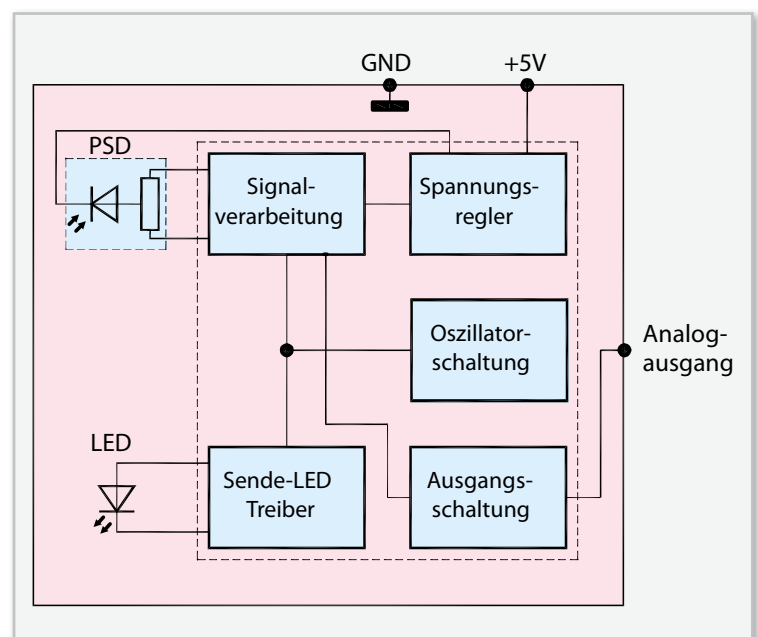 GND
+5V
PSD
Signal-
verarbeitung
Spannungs-
regler
Oszillator-
schaltung
Analog-
ausgang
LED
Sende-LED
Treiber
Ausgangs-
schaltung